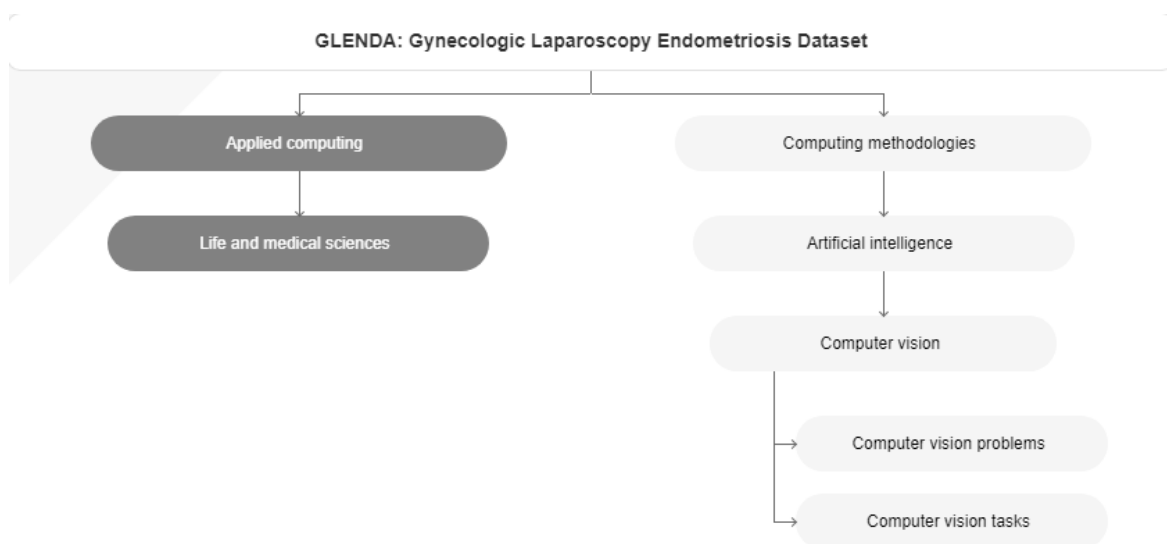 GLENDA: Gynecologic Laparoscopy Endometriosis Dataset
Applied computing
Computing methodologies
Life and medical sciences
Artificial intelligence
Computer vision
Computer vision problems
Computer vision tasks